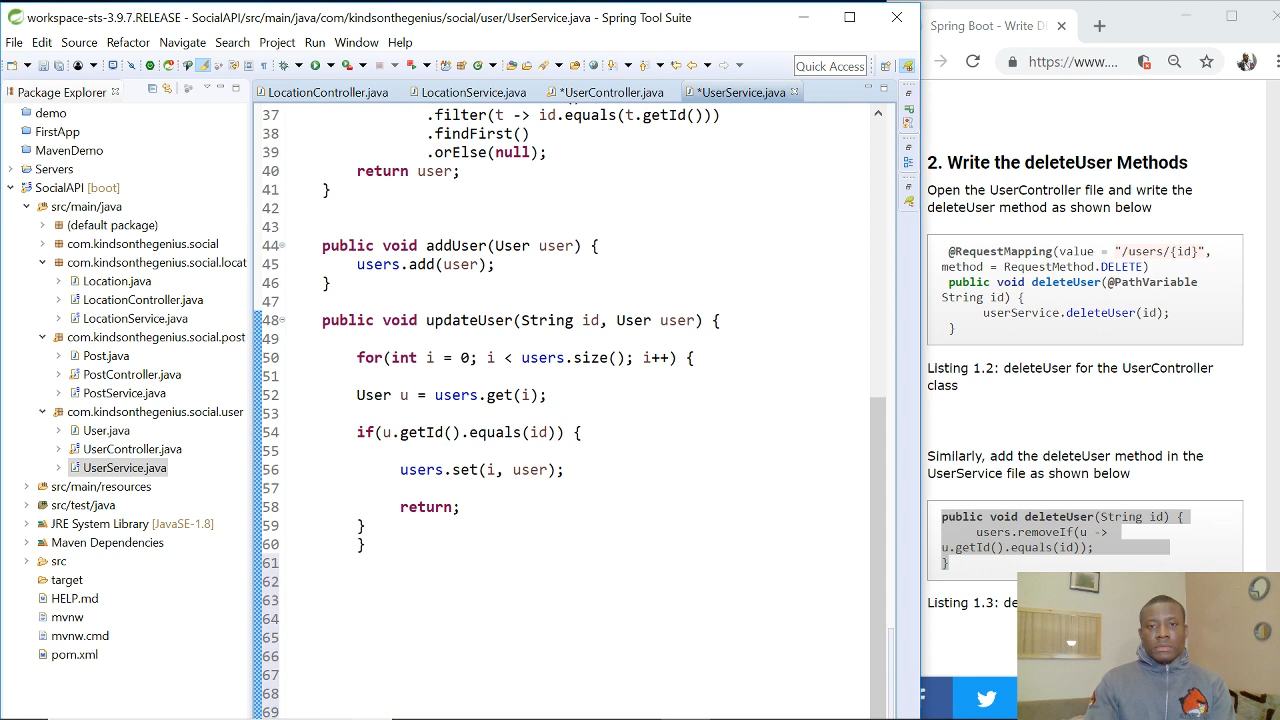 workspace-sts-3.9.7.RELEASE - SocialAPI/src/main/java/com/kindsonthegenius/social/user/UserService.java - Spring Tool Suite
File Edit Source Refactor Navigate Search Project Run Window Help
Quick Access
Package Explorer
demo
FirstApp
MavenDemo
Servers
SocialAPI [boot]
src/main/java
(default package)
com.kindsonthegenius.social
com.kindsonthegenius.social.locat
Location.java
LocationController.java
LocationService.java
com.kindsonthegenius.social.post
Post.java
PostController.java
PostService.java
com.kindsonthegenius.social.user
User.java
UserController.java
UserService.java
src/main/resources
src/test/java
JRE System Library [JavaSE-1.8]
Maven Dependencies
src
target
HELP.md
mvnw
mvnw.cmd
pom.xml
LocationController.java LocationService.java *UserController.java *UserService.java
37 .filter(t -> id.equals(t.getId()))
38 .findFirst()
39 .orElse(null);
40 return user;
41 }
42
43
44 public void addUser(User user) {
45 users.add(user);
46 }
47
48 public void updateUser(String id, User user) {
49
50 for(int i = 0; i < users.size(); i++) {
51
52 User u = users.get(i);
53
54 if(u.getId().equals(id)) {
55
56 users.set(i, user);
57
58 return;
59 }
60 }
61
62
63
64
65
66
67
68
69
Spring Boot - Write D
https://www....
2. Write the deleteUser Methods
Open the UserController file and write the
deleteUser method as shown below
@RequestMapping(value = "/users/{id}",
method = RequestMethod.DELETE)
public void deleteUser(@PathVariable
String id) {
userService.deleteUser(id);
}
Listing 1.2: deleteUser for the UserController
class
Similarly, add the deleteUser method in the
UserService file as shown below
public void deleteUser(String id) {
users.removeIf(u ->
u.getId().equals(id));
}
Listing 1.3: de